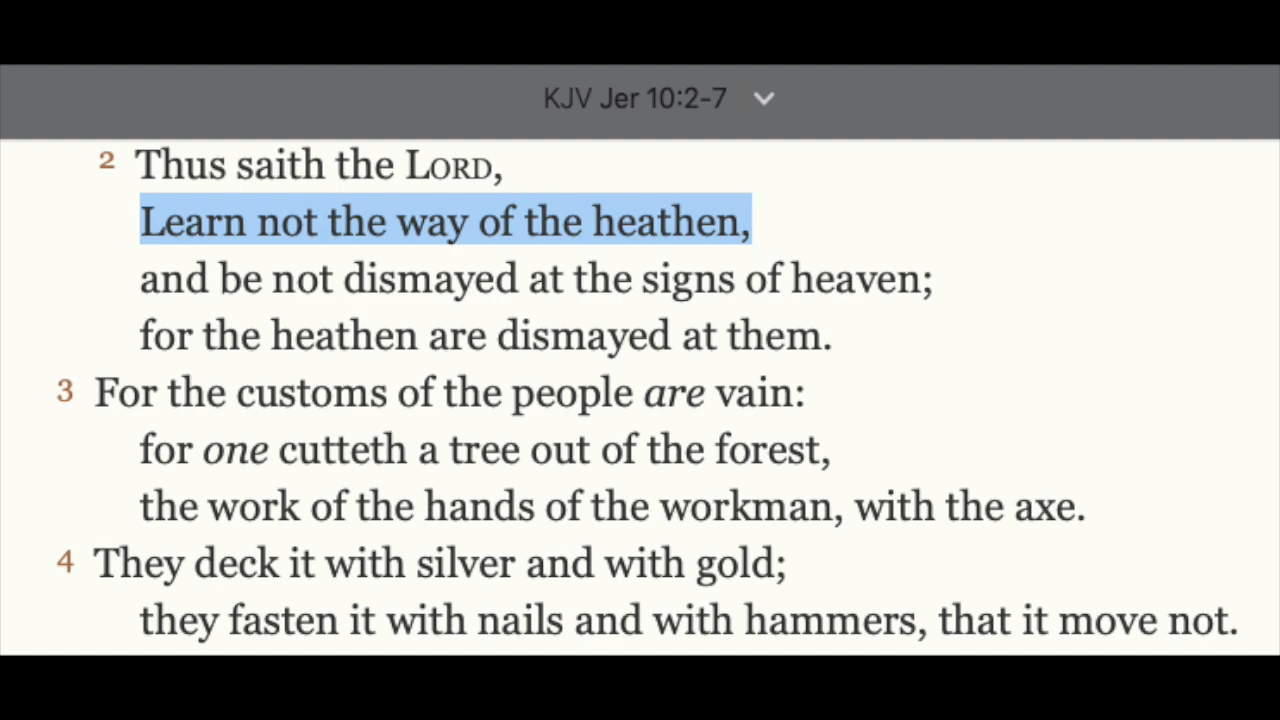 KJV Jer 10:2-7
2 Thus saith the LORD,
Learn not the way of the heathen,
and be not dismayed at the signs of heaven;
for the heathen are dismayed at them.
3 For the customs of the people are vain:
for one cutteth a tree out of the forest,
the work of the hands of the workman, with the axe.
4 They deck it with silver and with gold;
they fasten it with nails and with hammers, that it move not.